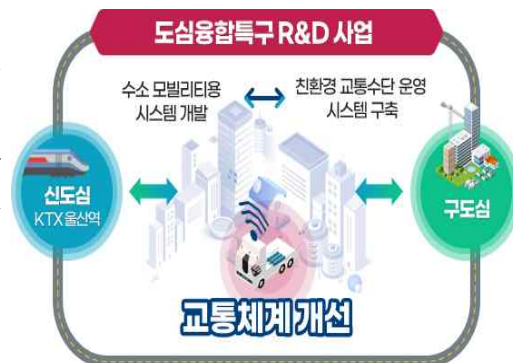 도심융합특구 R&D 사업
수소 모빌리티용
시스템 개발
친환경 교통수단 운영
시스템 구축
신도심
KTX 울산역
구도심
교통체계 개선